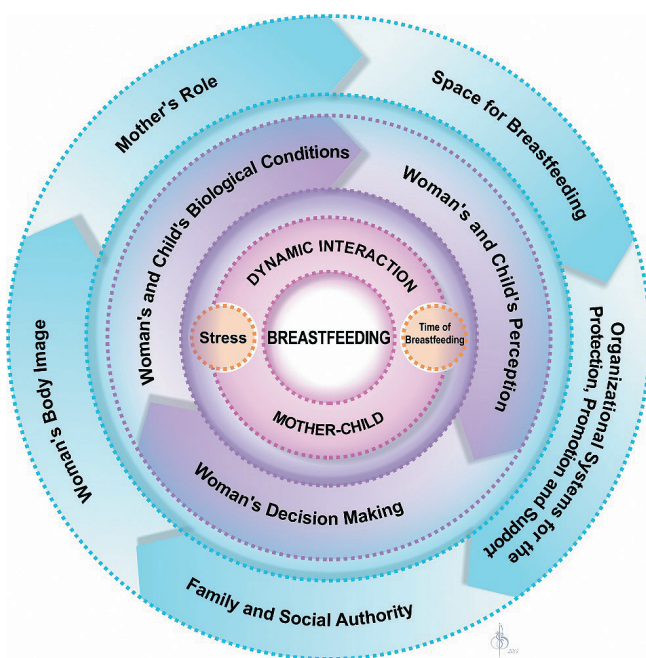 Mother's Role
Space for Breastfeeding
Organizational Systems for the
Protection, Promotion and Support
Family and Social Authority
Woman's Body Image
Woman's and Child's Biological Conditions
Woman's and Child's Perception
Woman's Decision Making
DYNAMIC INTERACTION
Stress
BREASTFEEDING
Time of
Breastfeeding
MOTHER-CHILD